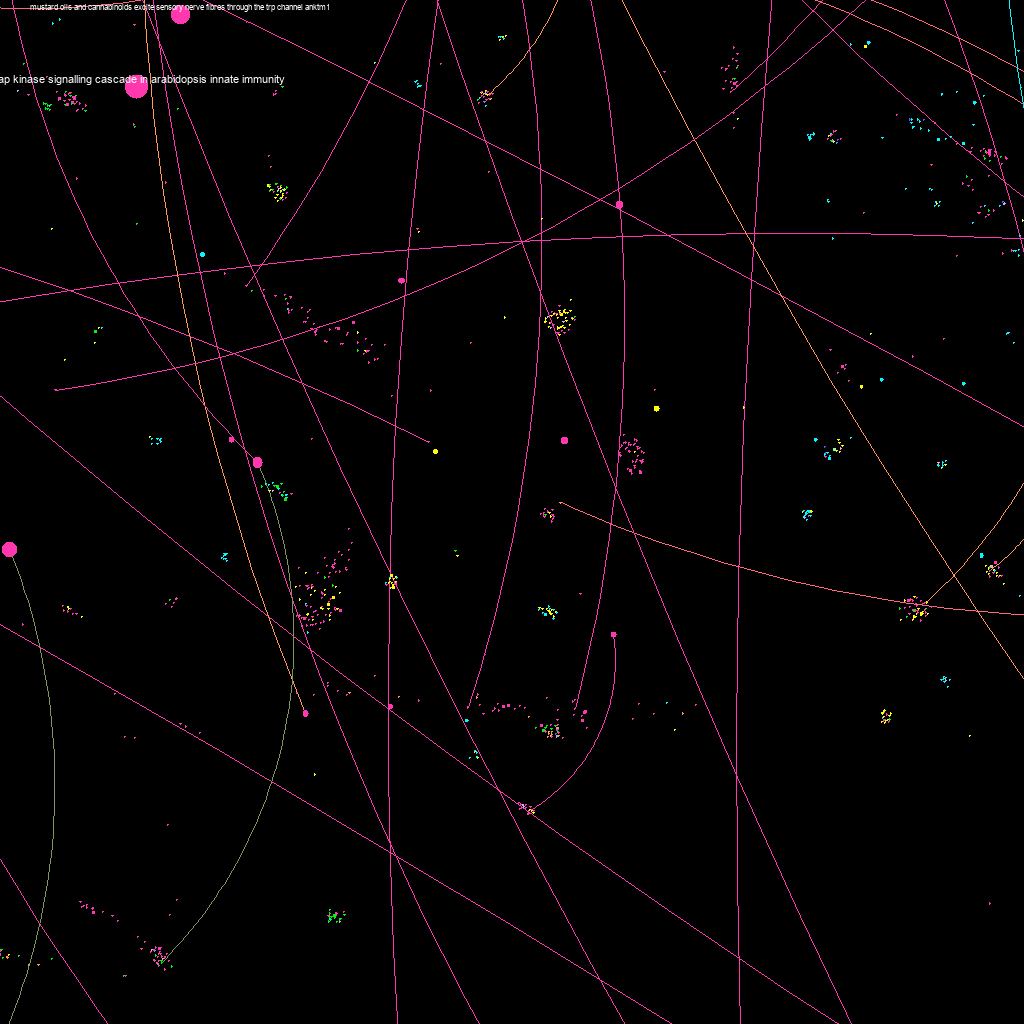 mustard oils and cannabinoids excite sensory nerve fibres through the trp channel anktm1
ap kinase signalling cascade in arabidopsis innate immunity